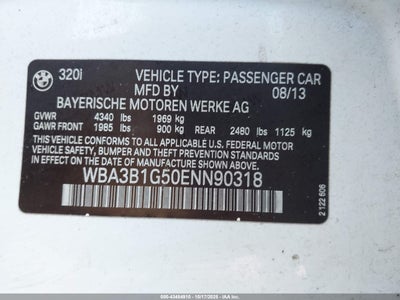 320i VEHICLE TYPE: PASSENGER CAR
MFD BY 08/13
BAYERISCHE MOTOREN WERKE AG
GVWR 4340 lbs 1969 kg
GAWR FRONT 1985 lbs 900 kg REAR 2480 lbs 1125 kg
THIS VEHICLE CONFORMS TO ALL APPLICABLE U.S. FEDERAL MOTOR
VEHICLE SAFETY, BUMPER, AND THEFT PREVENTION STANDARDS
IN EFFECT ON THE DATE OF MANUFACTURE SHOWN ABOVE.
WBA3B1G50ENN90318
2 122 606